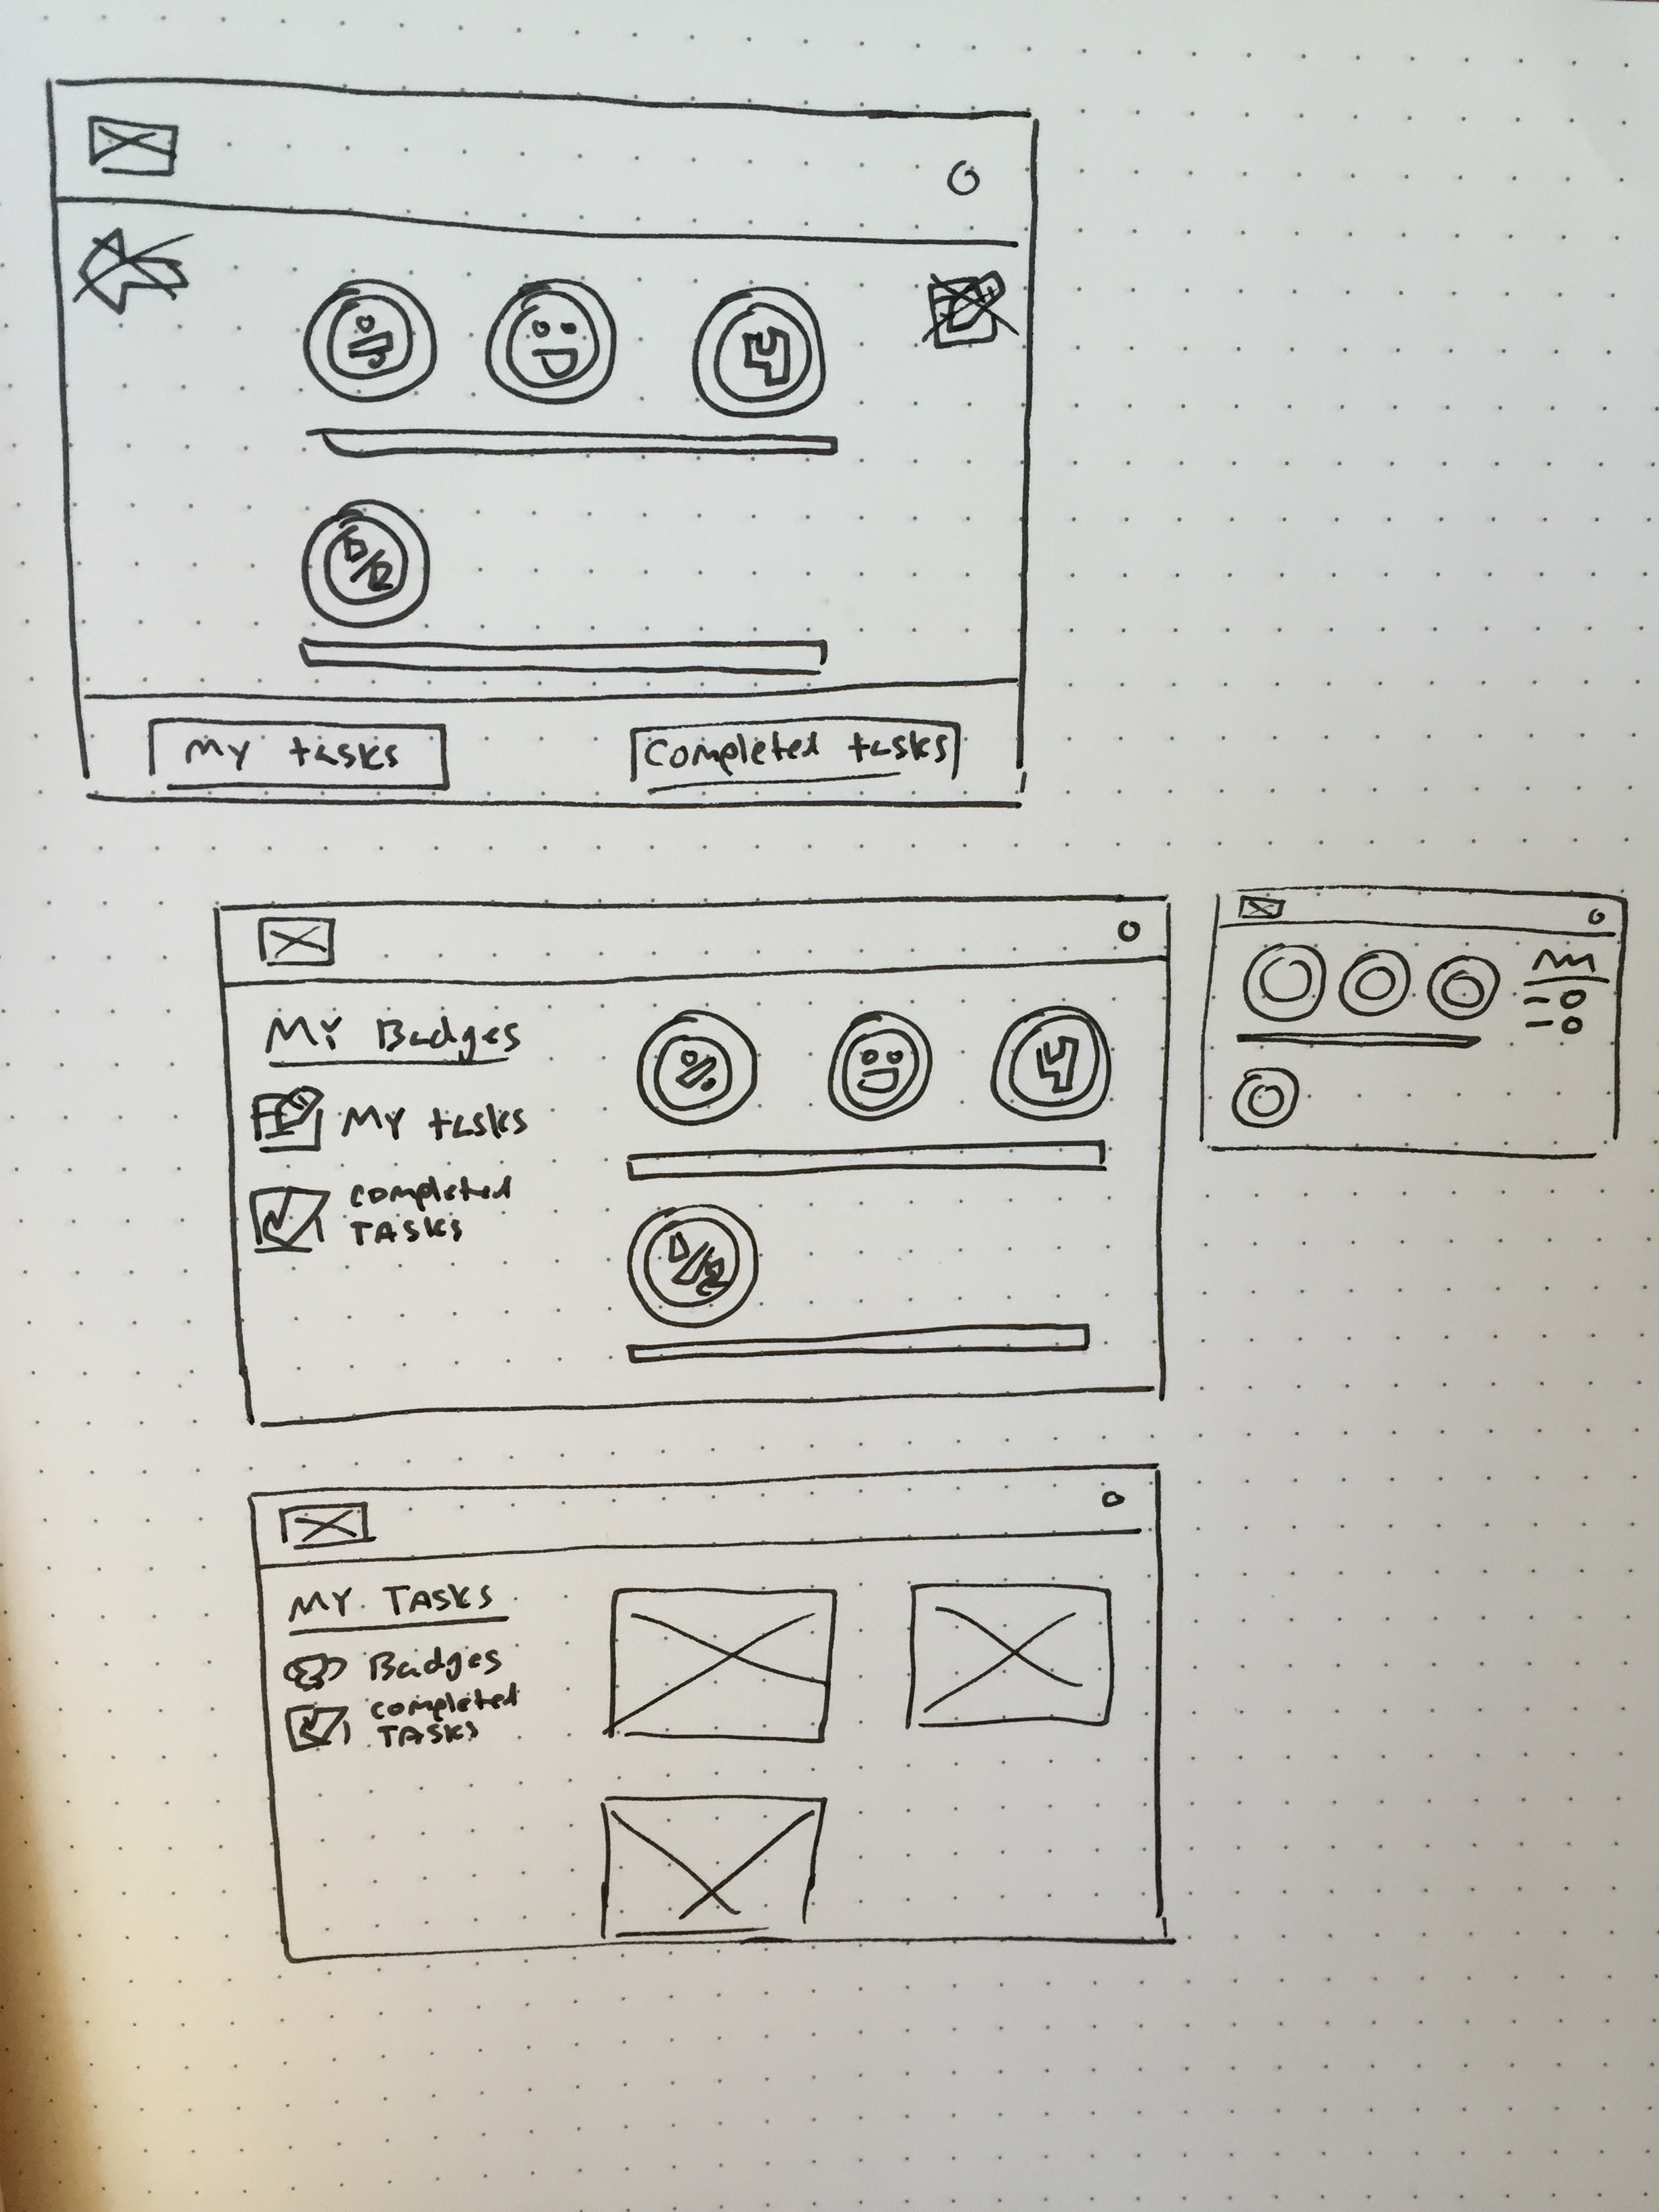 My tasks
Completed tasks
4
My Badges
My tasks
completed
TASKS
4
MY TASKS
Badges
completed
TASKS